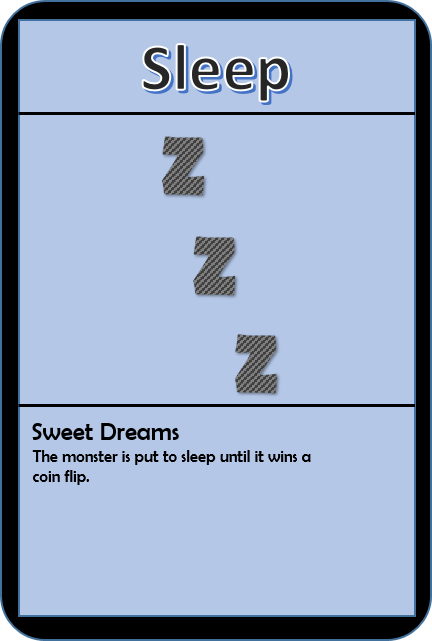 Sleep
Z
Z
Z
Sweet Dreams
The monster is put to sleep until it wins a
coin flip.